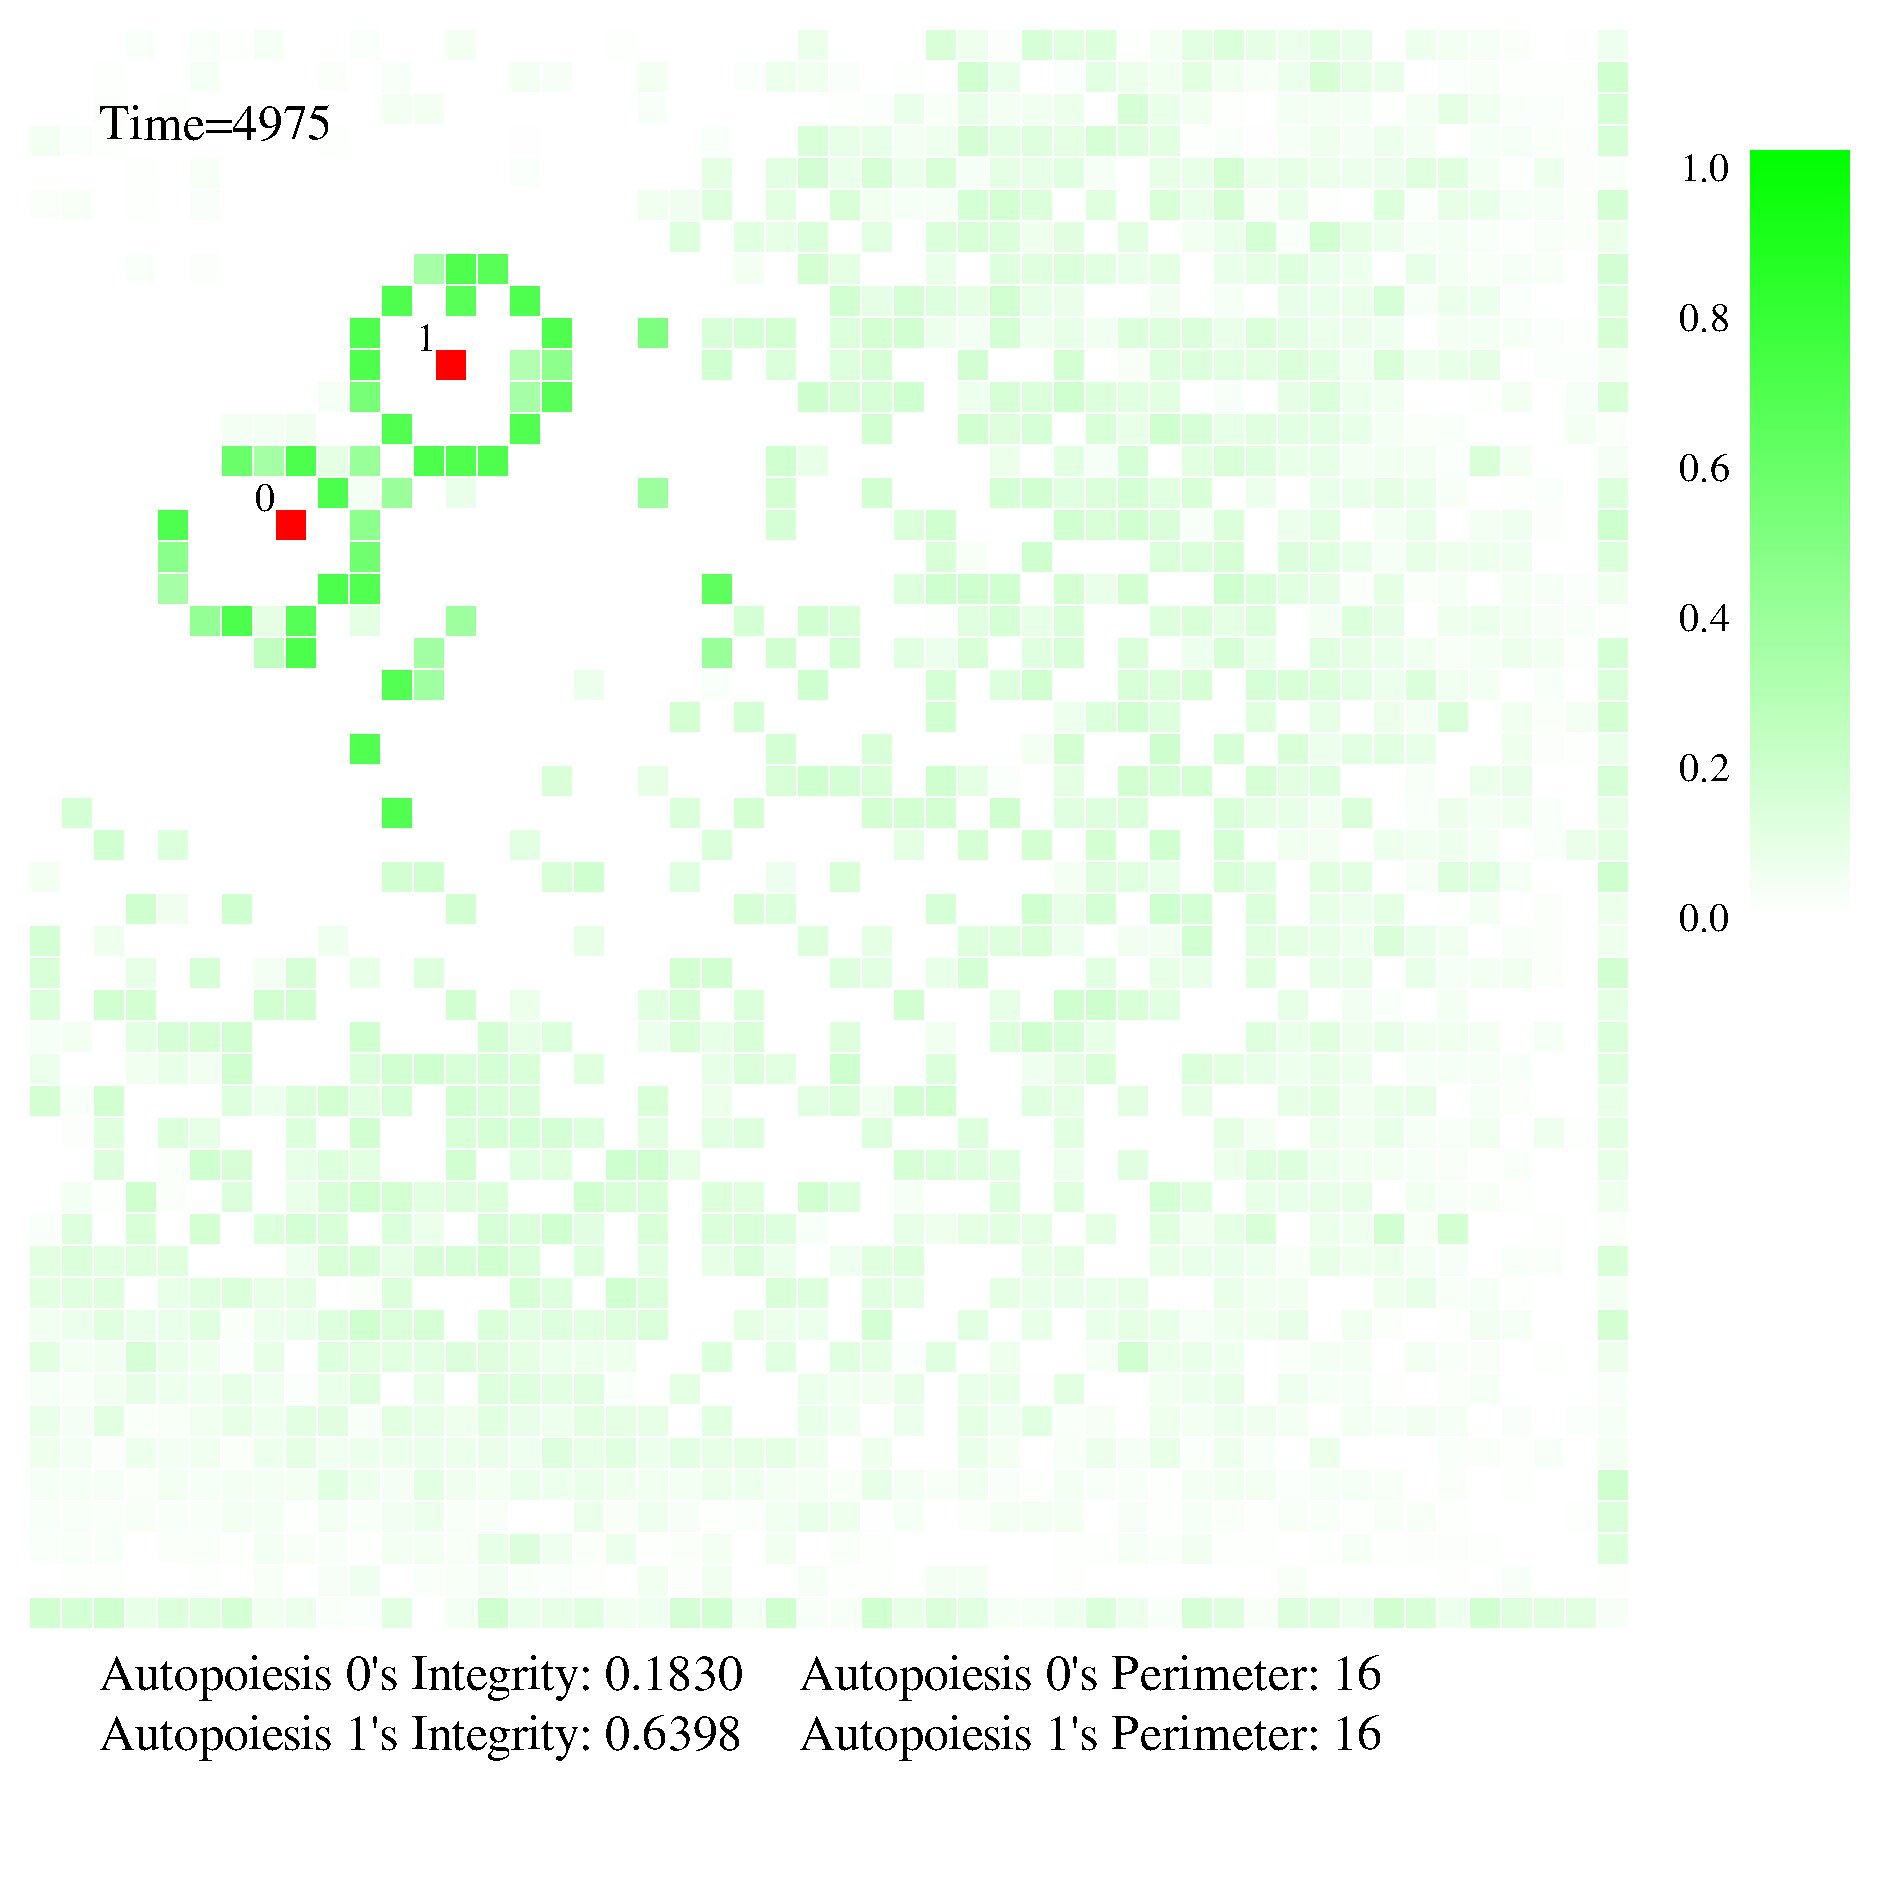 Time=4975
1.0
1
0.8
0.6
0
0.4
0.2
0.0
Autopoiesis 0's Integrity: 0.1830 Autopoiesis 0's Perimeter: 16
Autopoiesis 1's Integrity: 0.6398 Autopoiesis 1's Perimeter: 16